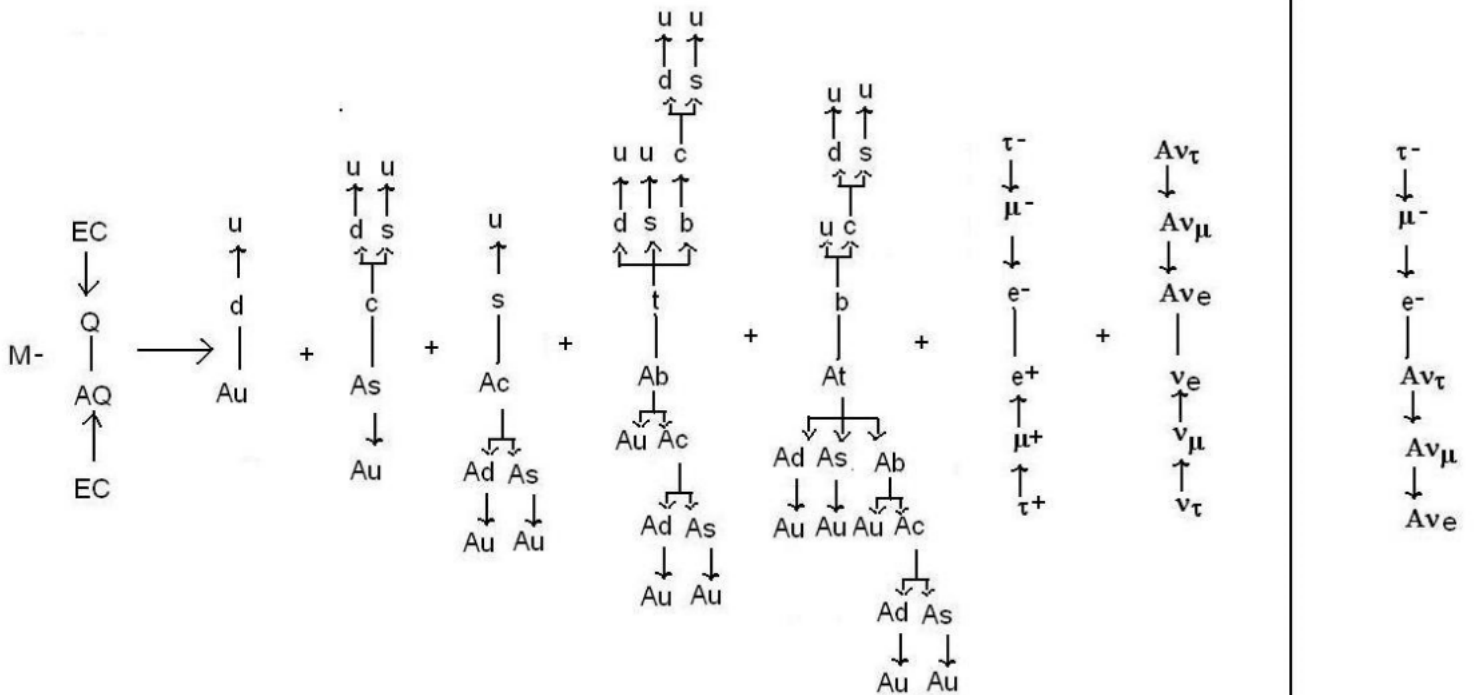 u u
d s
u u
τ- Aντ τ-
u u c d s
u u
u d s b u c μ- Aνμ μ-
EC d s
Q d c s t b e- Aνe e-
M- + + + + + +
AQ Au As Ac Ab At e+ νe Aντ
EC Au Ad As Au Ac Ad As Ab μ+ νμ Aνμ
Au Au Ad As Au Au Au Ac τ+ ντ Aνe
Au Au Ad As
Au Au